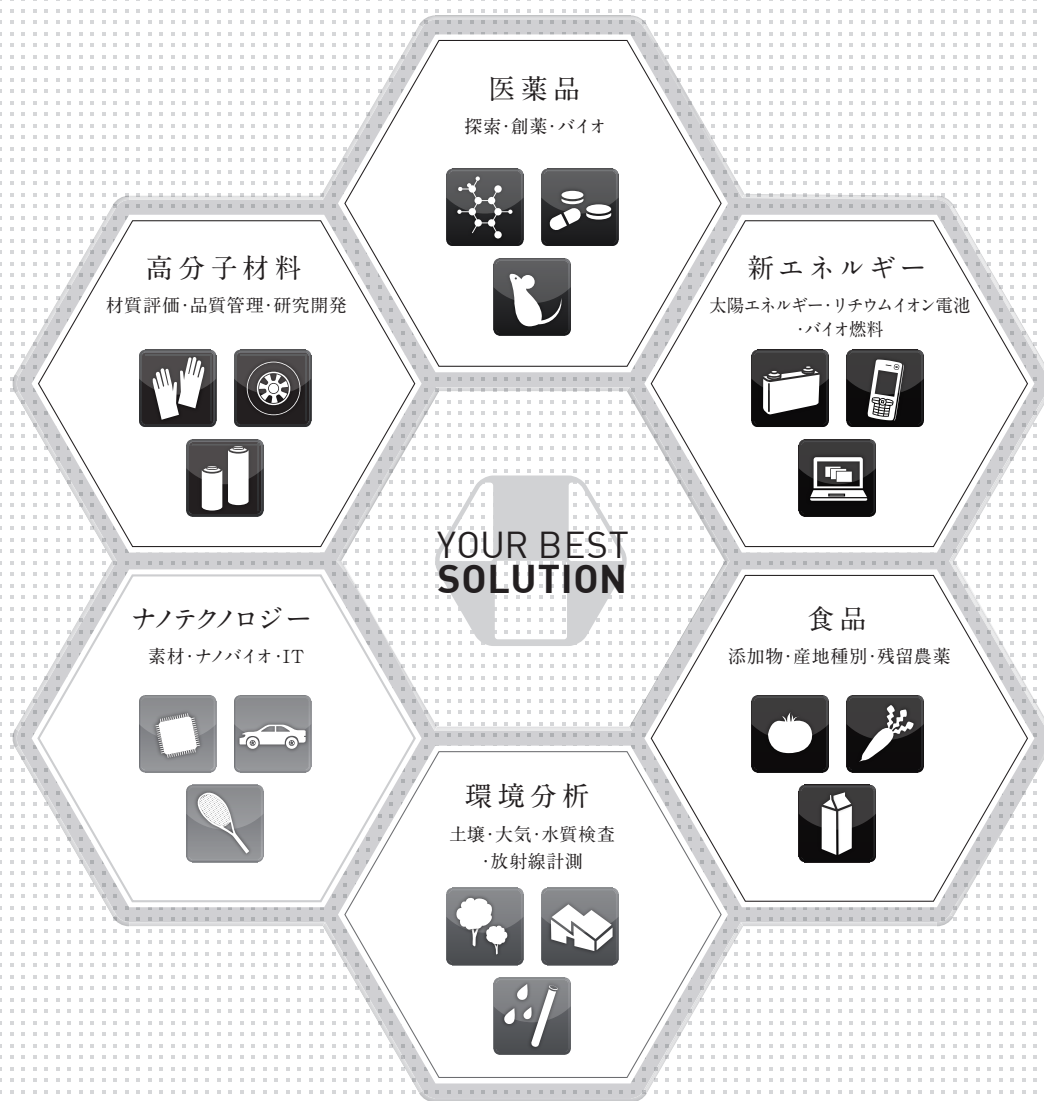 医薬品
探索·創薬·バイオ
高分子材料
材質評価·品質管理·研究開発
新エネルギー
太陽エネルギー·リチウムイオン電池
·バイオ燃料
YOUR BEST
SOLUTION
ナノテクノロジー
素材·ナノバイオ·IT
食品
添加物·産地種別·残留農薬
環境分析
土壌·大気·水質検査
·放射線計測